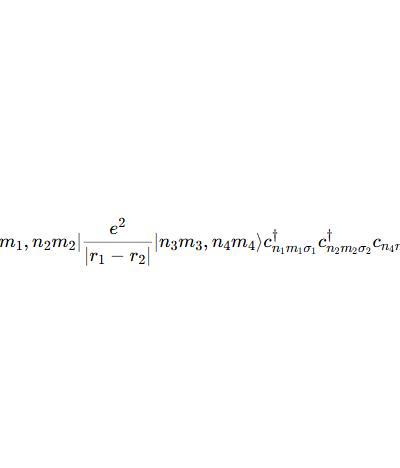 m₁, n₂m₂| e² / |r₁ − r₂| |n₃m₃, n₄m₄⟩c†ₙ₁ₘ₁σ₁ c†ₙ₂ₘ₂σ₂ cₙ₄